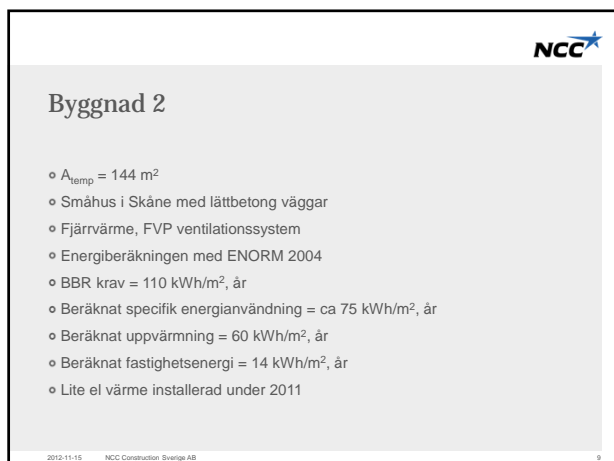 NCC
Byggnad 2
Atemp = 144 m²
Småhus i Skåne med lättbetong väggar
Fjärrvärme, FVP ventilationssystem
Energiberäkningen med ENORM 2004
BBR krav = 110 kWh/m², år
Beräknat specifik energianvändning = ca 75 kWh/m², år
Beräknat uppvärmning = 60 kWh/m², år
Beräknat fastighetsenergi = 14 kWh/m², år
Lite el värme installerad under 2011
2012-11-15 NCC Construction Sverige AB 9